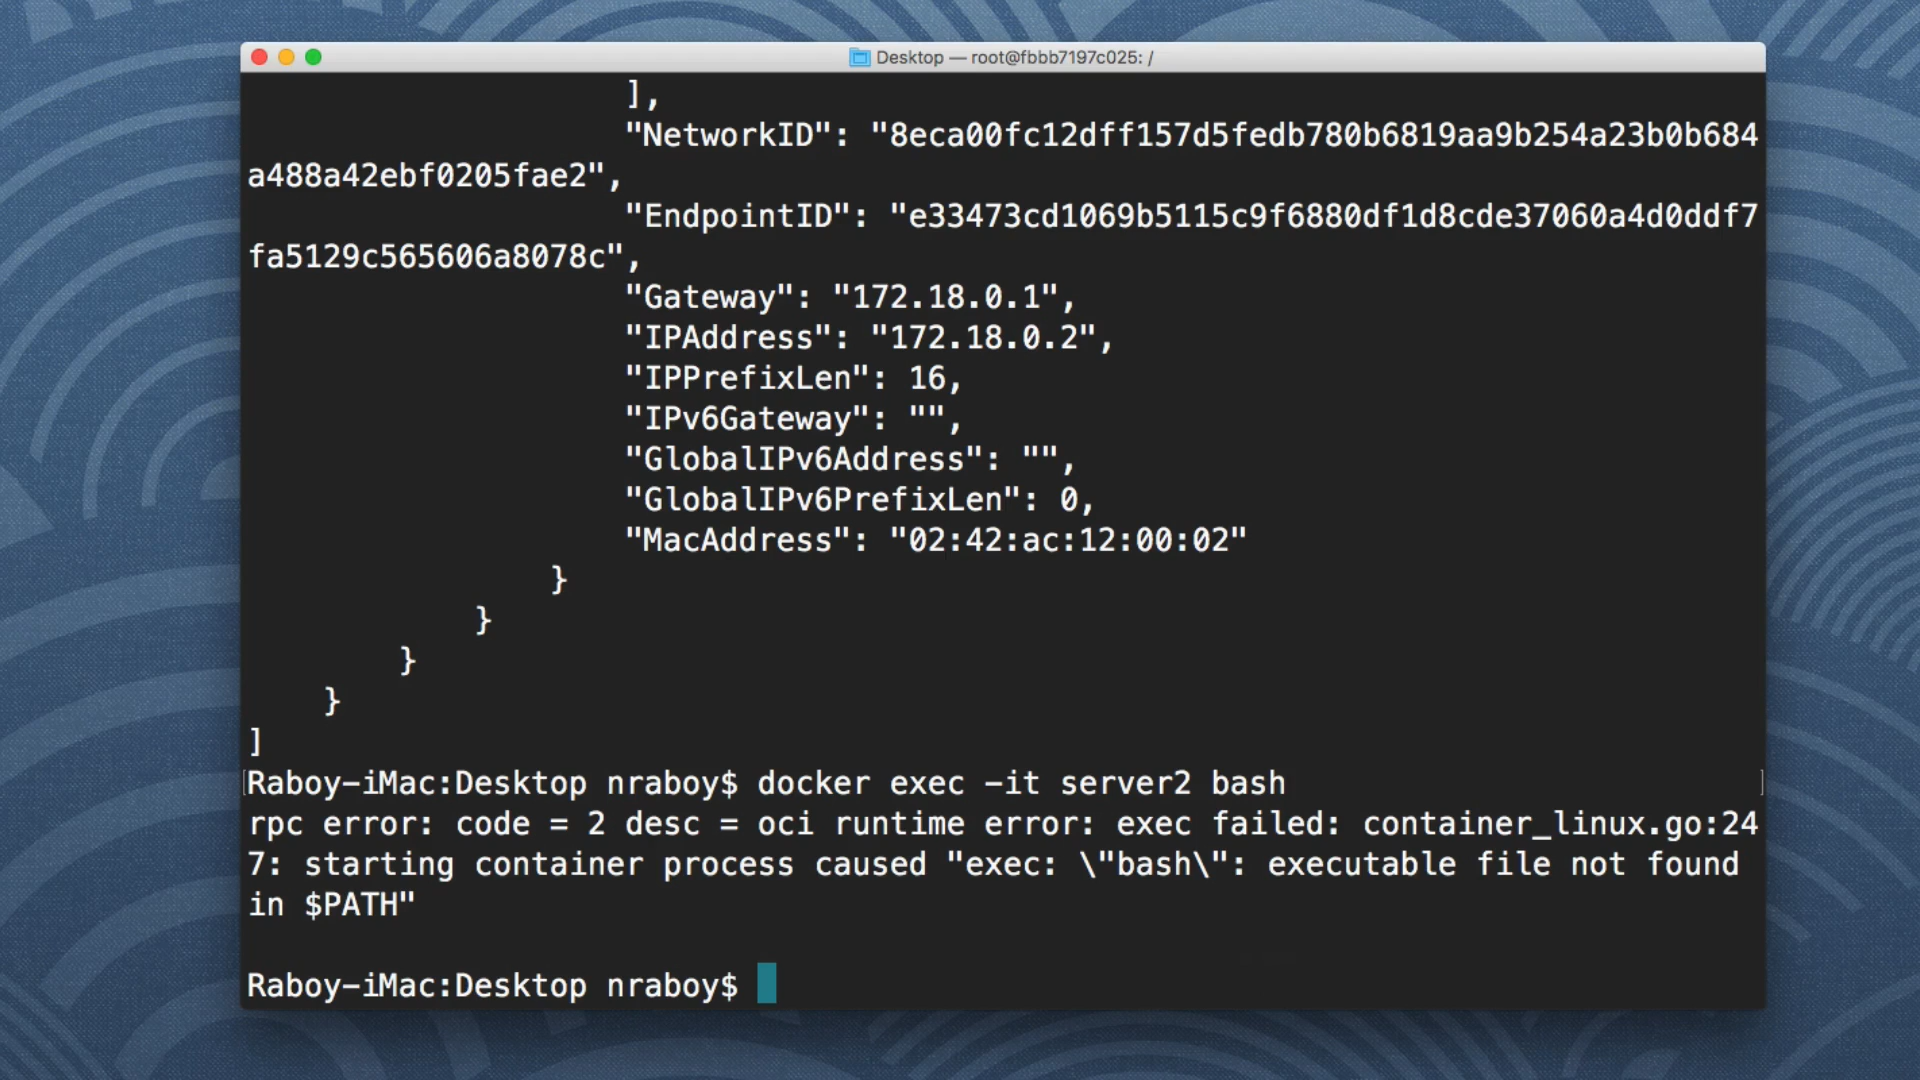 Desktop — root@fbbb7197c025: /
],
"NetworkID": "8eca00fc12dff157d5fedb780b6819aa9b254a23b0b684
a488a42ebf0205fae2",
"EndpointID": "e33473cd1069b5115c9f6880df1d8cde37060a4d0ddf7
fa5129c565606a8078c",
"Gateway": "172.18.0.1",
"IPAddress": "172.18.0.2",
"IPPrefixLen": 16,
"IPv6Gateway": "",
"GlobalIPv6Address": "",
"GlobalIPv6PrefixLen": 0,
"MacAddress": "02:42:ac:12:00:02"
}
}
}
}
]
[Raboy-iMac:Desktop nraboy$ docker exec -it server2 bash ]
rpc error: code = 2 desc = oci runtime error: exec failed: container_linux.go:24
7: starting container process caused "exec: \"bash\": executable file not found
in $PATH"
Raboy-iMac:Desktop nraboy$